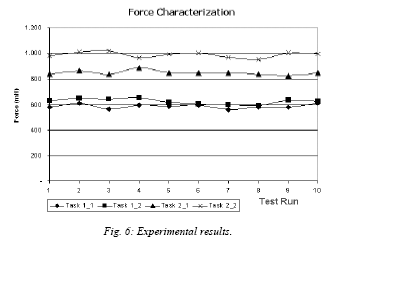 Force Characterization
1.200
1.000
800
600
400
200
-
Force (mN)
1 2 3 4 5 6 7 8 9 10
Test Run
Task 1_1 Task 1_2 Task 2_1 Task 2_2
Fig. 6: Experimental results.